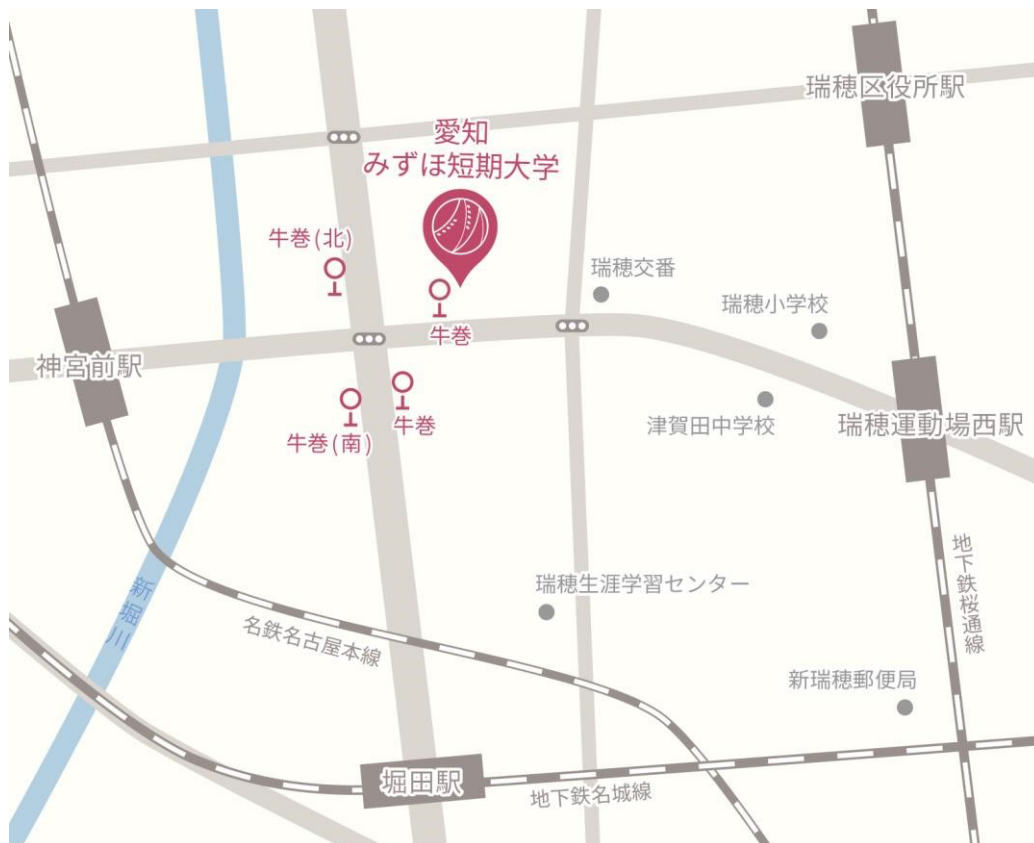 瑞穂区役所駅
愛知
みずほ短期大学
牛巻(北)
瑞穂交番
瑞穂小学校
牛巻
神宮前駅
牛巻(南)
牛巻
津賀田中学校
瑞穂運動場西駅
地下鉄桜通線
新堀川
瑞穂生涯学習センター
名鉄名古屋本線
新瑞穂郵便局
堀田駅
地下鉄名城線